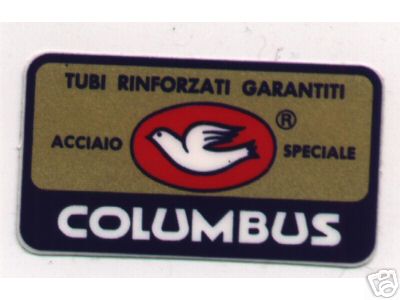 TUBI RINFORZATI GARANTITI
ACCIAIO ® SPECIALE
COLUMBUS